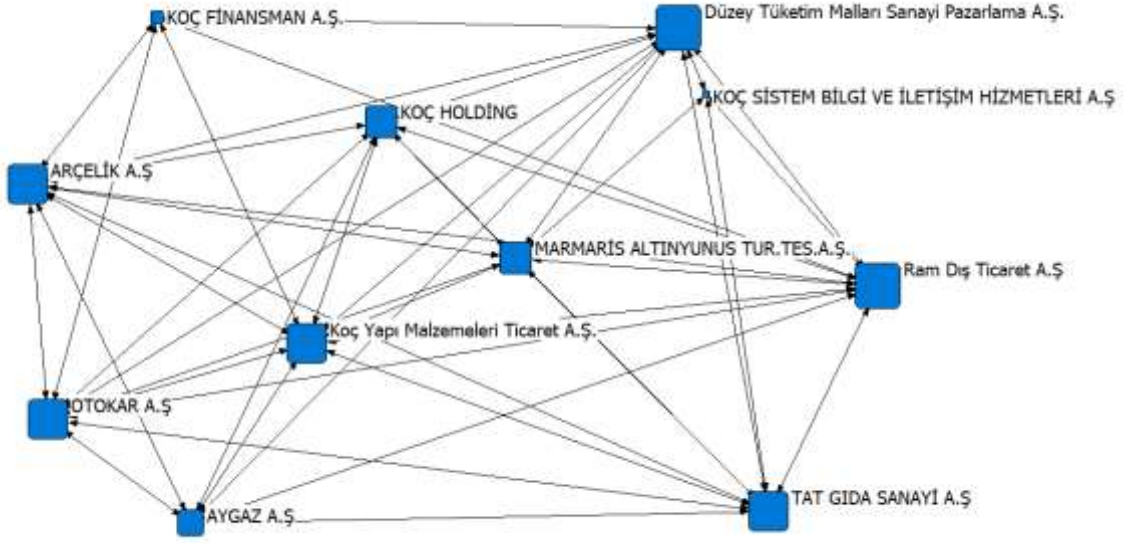 KOÇ FİNANSMAN A.Ş.
Düzey Tüketim Malları Sanayi Pazarlama A.Ş.
KOÇ SİSTEM BİLGİ VE İLETİŞİM HİZMETLERİ A.Ş
KOÇ HOLDİNG
ARÇELİK A.Ş
MARMARİS ALTINYUNUS TUR.TES.A.Ş.
Ram Dış Ticaret A.Ş
Koç Yapı Malzemeleri Ticaret A.Ş.
OTOKAR A.Ş
TAT GIDA SANAYİ A.Ş
AYGAZ A.Ş